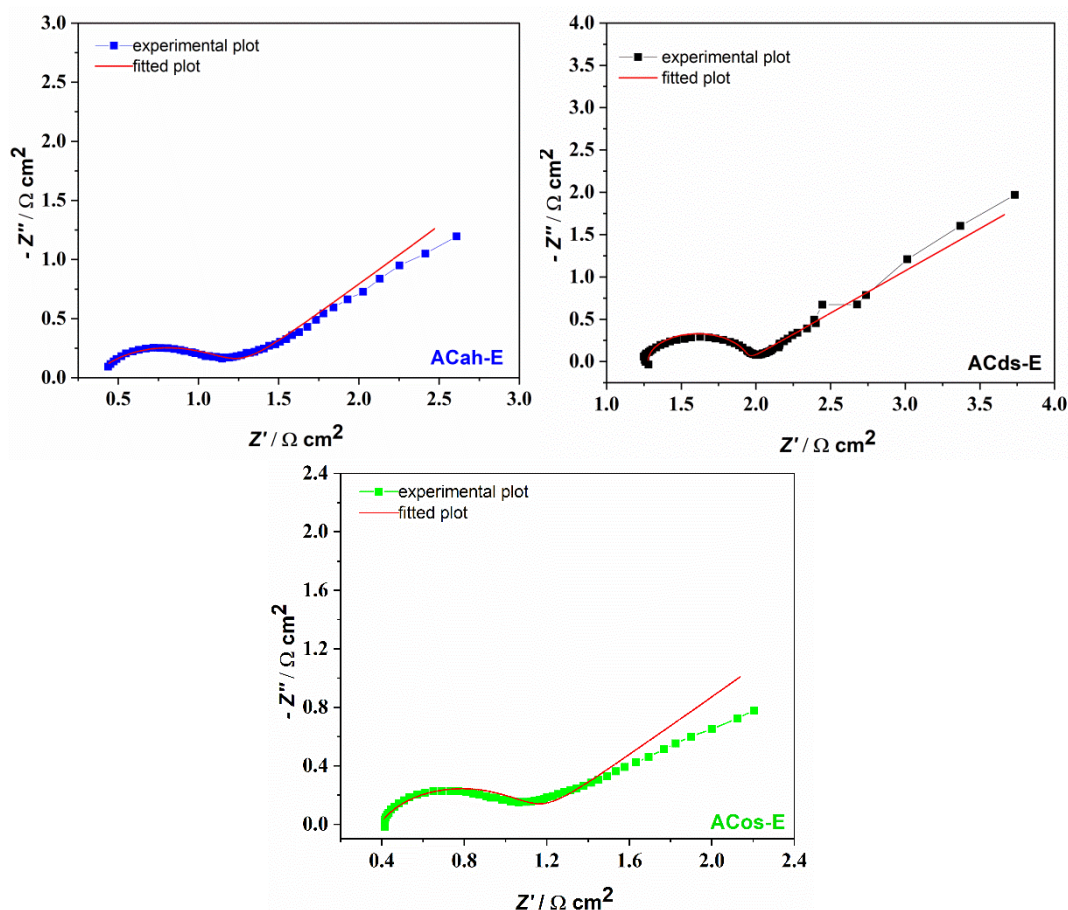 experimental plot
fitted plot
- Z'' / Ω cm²
3.0
2.5
2.0
1.5
1.0
0.5
0.0
ACah-E
0.5 1.0 1.5 2.0 2.5 3.0
Z' / Ω cm²
experimental plot
fitted plot
- Z'' / Ω cm²
4.0
3.5
3.0
2.5
2.0
1.5
1.0
0.5
0.0
ACds-E
1.0 1.5 2.0 2.5 3.0 3.5 4.0
Z' / Ω cm²
experimental plot
fitted plot
- Z'' / Ω cm²
2.4
2.0
1.6
1.2
0.8
0.4
0.0
ACos-E
0.4 0.8 1.2 1.6 2.0 2.4
Z' / Ω cm²